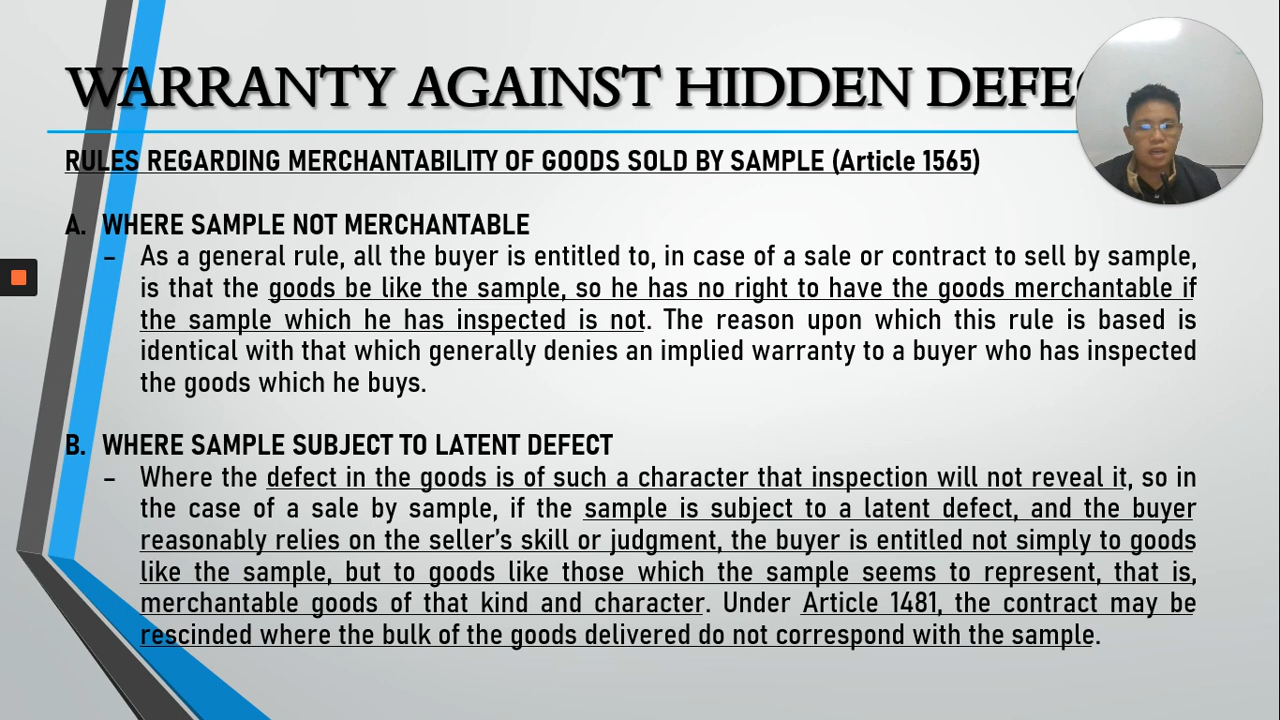 WARRANTY AGAINST HIDDEN
RULES REGARDING MERCHANTABILITY OF GOODS SOLD BY SAMPLE (Article 1565)
A. WHERE SAMPLE NOT MERCHANTABLE
– As a general rule, all the buyer is entitled to, in case of a sale or contract to sell by sample,
is that the goods be like the sample, so he has no right to have the goods merchantable if
the sample which he has inspected is not. The reason upon which this rule is based is
identical with that which generally denies an implied warranty to a buyer who has inspected
the goods which he buys.
B. WHERE SAMPLE SUBJECT TO LATENT DEFECT
– Where the defect in the goods is of such a character that inspection will not reveal it, so in
the case of a sale by sample, if the sample is subject to a latent defect, and the buyer
reasonably relies on the seller's skill or judgment, the buyer is entitled not simply to goods
like the sample, but to goods like those which the sample seems to represent, that is,
merchantable goods of that kind and character. Under Article 1481, the contract may be
rescinded where the bulk of the goods delivered do not correspond with the sample.